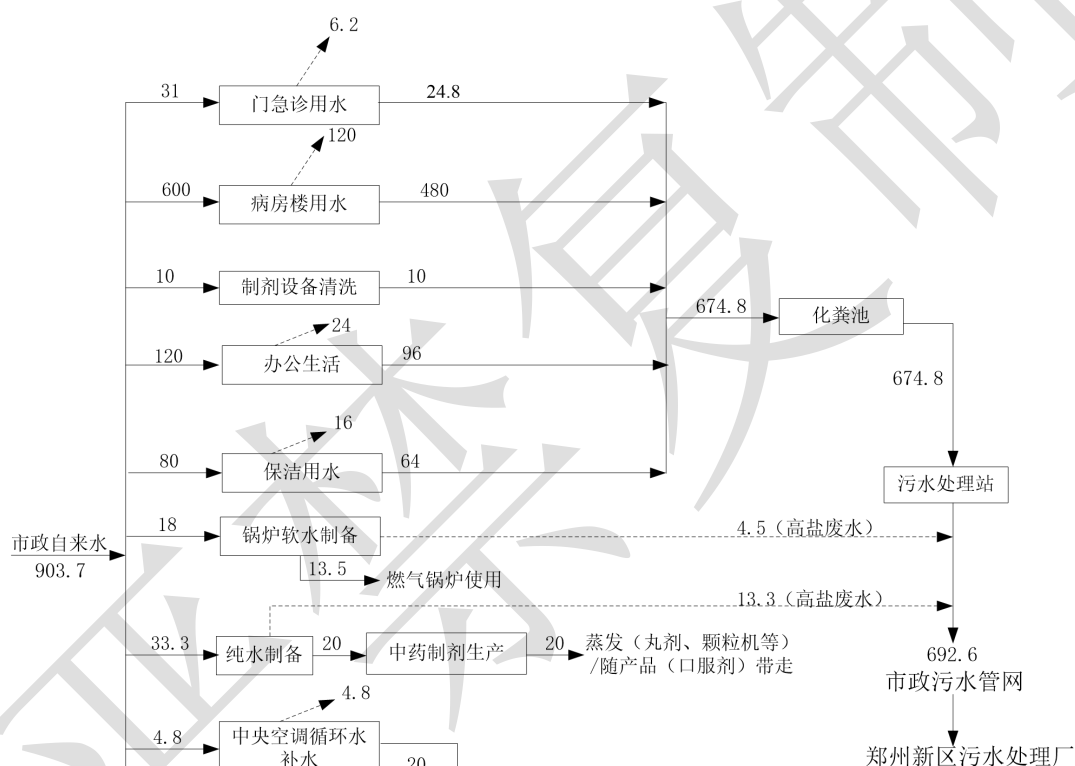 6.2
31
门急诊用水
24.8
120
600
病房楼用水
480
10
制剂设备清洗
10
674.8
化粪池
24
120
办公生活
96
674.8
16
80
保洁用水
64
污水处理站
18
锅炉软水制备
4.5（高盐废水）
市政自来水
903.7
13.5
燃气锅炉使用
13.3（高盐废水）
33.3
纯水制备
20
中药制剂生产
20
蒸发（丸剂、颗粒机等）
/随产品（口服剂）带走
692.6
市政污水管网
4.8
4.8
中央空调循环水
补水
20
郑州新区污水处理厂
禁复制